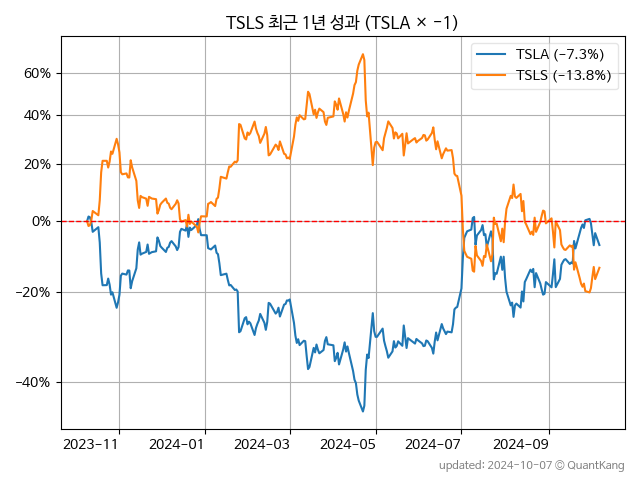 TSLS 최근 1년 성과 (TSLA × −1)
TSLA (−7.3%)
TSLS (−13.8%)
60%
40%
20%
0%
−20%
−40%
2023-11 2024-01 2024-03 2024-05 2024-07 2024-09
updated: 2024-10-07 © QuantKang